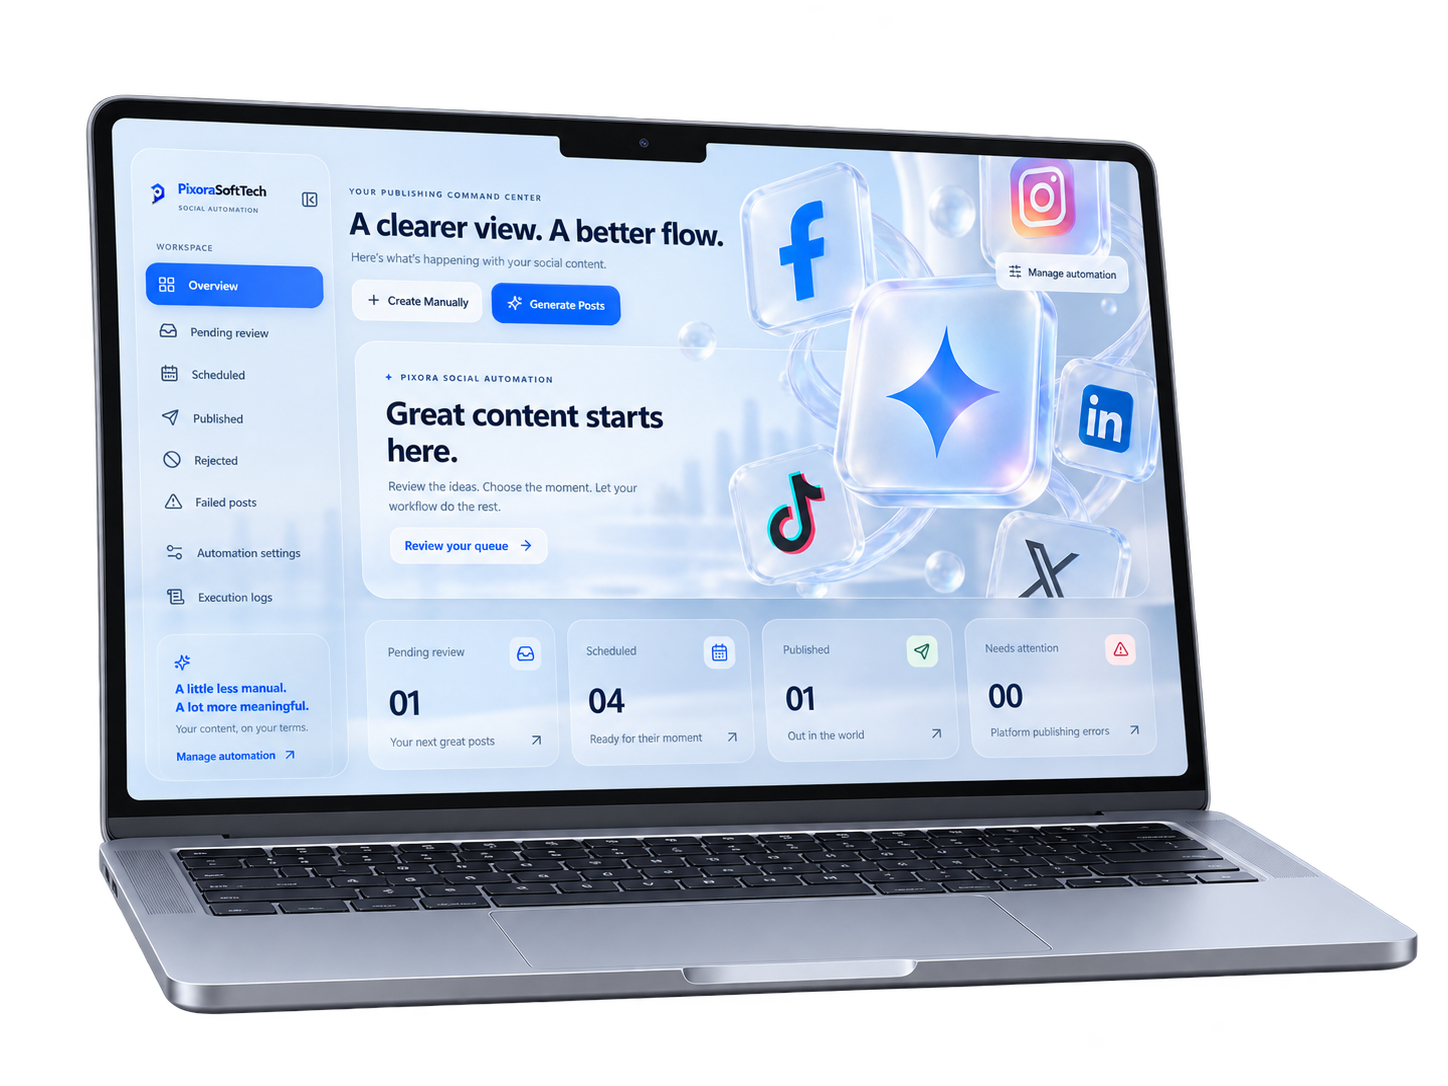 PixoraSoftTech
SOCIAL AUTOMATION
WORKSPACE
Overview
Pending review
Scheduled
Published
Rejected
Failed posts
Automation settings
Execution logs
A little less manual.
A lot more meaningful.
Your content, on your terms.
Manage automation
YOUR PUBLISHING COMMAND CENTER
A clearer view. A better flow.
Here's what's happening with your social content.
Create Manually
Generate Posts
Manage automation
PIXORA SOCIAL AUTOMATION
Great content starts
here.
Review the ideas. Choose the moment. Let your
workflow do the rest.
Review your queue
f
in
X
Pending review
01
Your next great posts
Scheduled
04
Ready for their moment
Published
01
Out in the world
Needs attention
00
Platform publishing errors